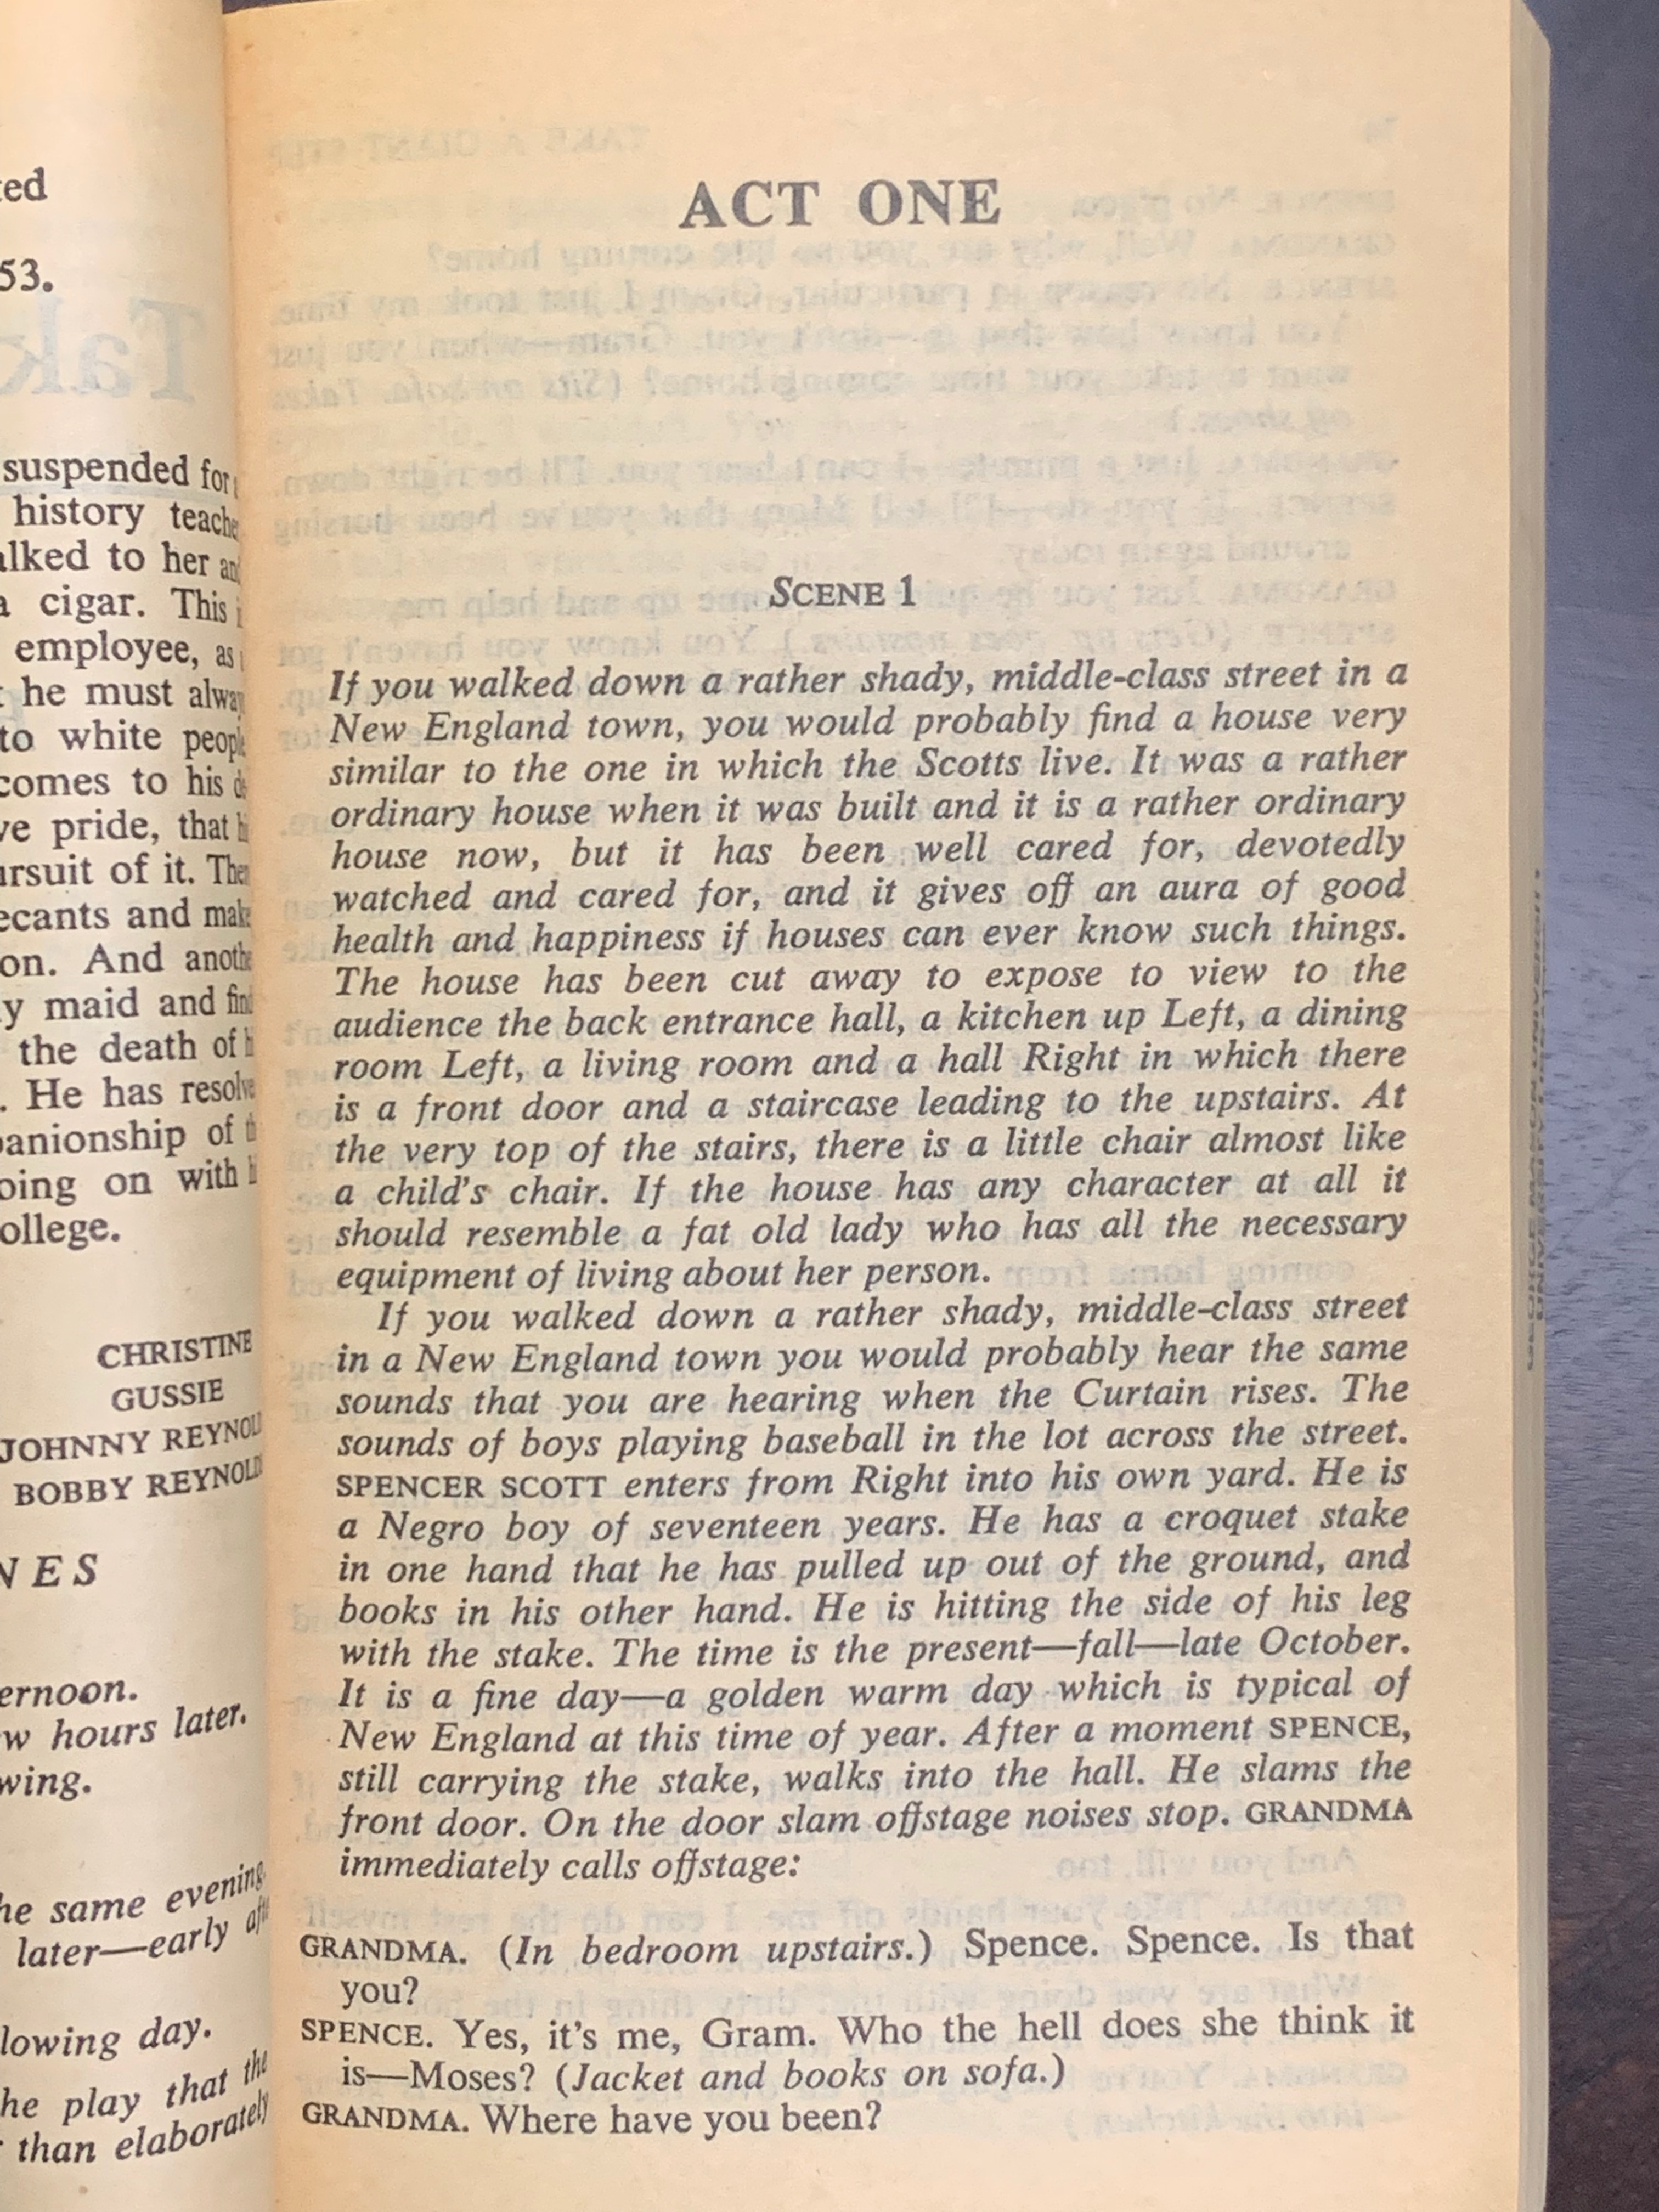 ted
53.
suspended for
history
alked to her
a cigar. This
employee, as
he must
to white
comes to his
ve pride, that
ursuit of it.
ecants and
on. And
y maid and
the death of
. He has
panionship of
oing on with
ollege.
CHRISTINE
GUSSIE
JOHNNY
BOBBY
NES
ernoon.
w hours later.
wing.
he same evening
later—early
lowing day.
he play that the
than elaborately
ACT ONE
SCENE 1
If you walked down a rather shady, middle-class street in a
New England town, you would probably find a house very
similar to the one in which the Scotts live. It was a rather
ordinary house when it was built and it is a rather ordinary
house now, but it has been well cared for, devotedly
watched and cared for, and it gives off an aura of good
health and happiness if houses can ever know such things.
The house has been cut away to expose to view to the
audience the back entrance hall, a kitchen up Left, a dining
room Left, a living room and a hall Right in which there
is a front door and a staircase leading to the upstairs. At
the very top of the stairs, there is a little chair almost like
a child's chair. If the house has any character at all it
should resemble a fat old lady who has all the necessary
equipment of living about her person.
If you walked down a rather shady, middle-class street
in a New England town you would probably hear the same
sounds that you are hearing when the Curtain rises. The
sounds of boys playing baseball in the lot across the street.
SPENCER SCOTT enters from Right into his own yard. He is
a Negro boy of seventeen years. He has a croquet stake
in one hand that he has pulled up out of the ground, and
books in his other hand. He is hitting the side of his leg
with the stake. The time is the present—fall—late October.
It is a fine day—a golden warm day which is typical of
New England at this time of year. After a moment SPENCE,
still carrying the stake, walks into the hall. He slams the
front door. On the door slam offstage noises stop. GRANDMA
immediately calls offstage:
GRANDMA. (In bedroom upstairs.) Spence. Spence. Is that
you?
SPENCE. Yes, it's me, Gram. Who the hell does she think it
is—Moses? (Jacket and books on sofa.)
GRANDMA. Where have you been?